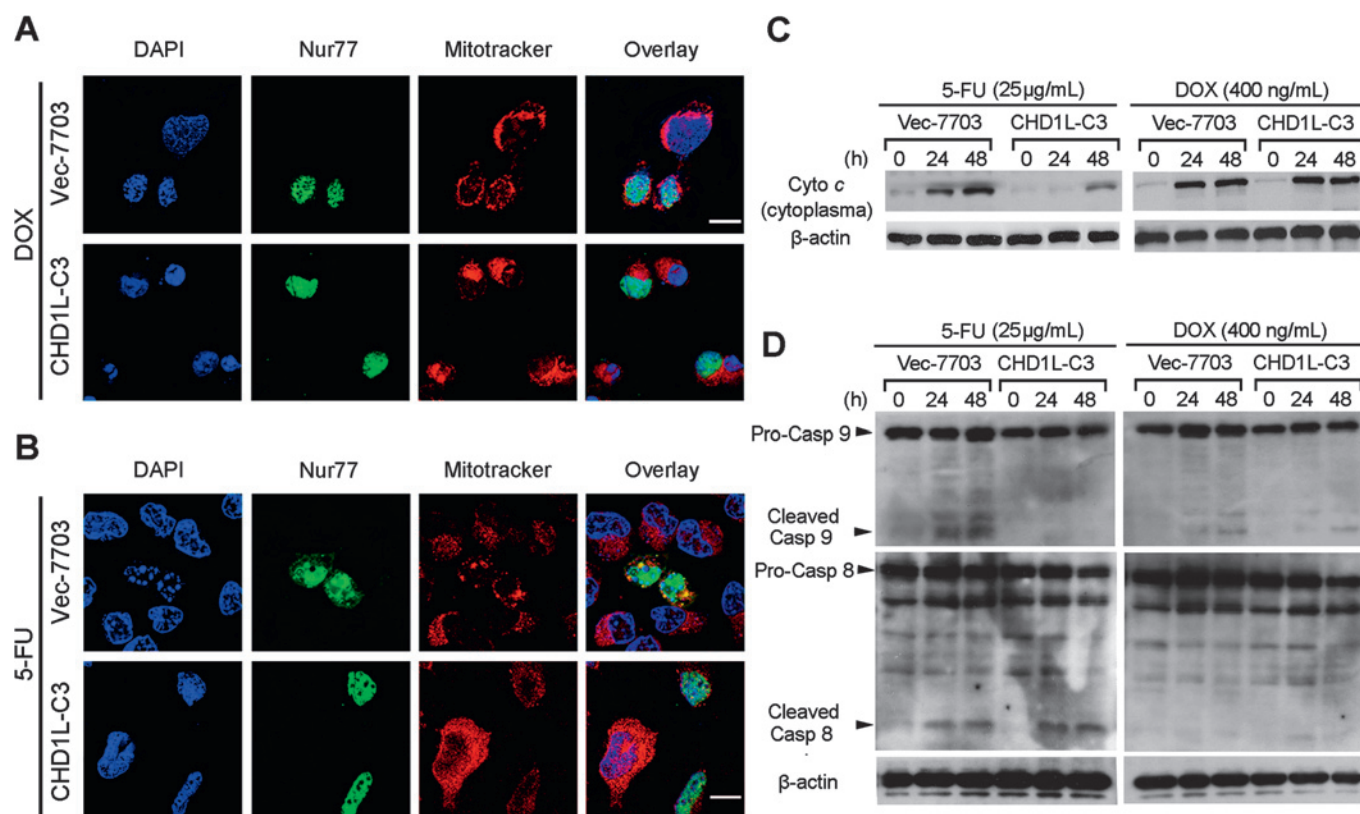 A
DAPI Nur77 Mitotracker Overlay
DOX
Vec-7703
CHD1L-C3
B
DAPI Nur77 Mitotracker Overlay
5-FU
Vec-7703
CHD1L-C3
C
5-FU (25µg/mL) DOX (400 ng/mL)
Vec-7703 CHD1L-C3 Vec-7703 CHD1L-C3
(h) 0 24 48 0 24 48 0 24 48 0 24 48
Cyto c
(cytoplasma)
β-actin
D
5-FU (25µg/mL) DOX (400 ng/mL)
Vec-7703 CHD1L-C3 Vec-7703 CHD1L-C3
(h) 0 24 48 0 24 48 0 24 48 0 24 48
Pro-Casp 9
Cleaved
Casp 9
Pro-Casp 8
Cleaved
Casp 8
β-actin